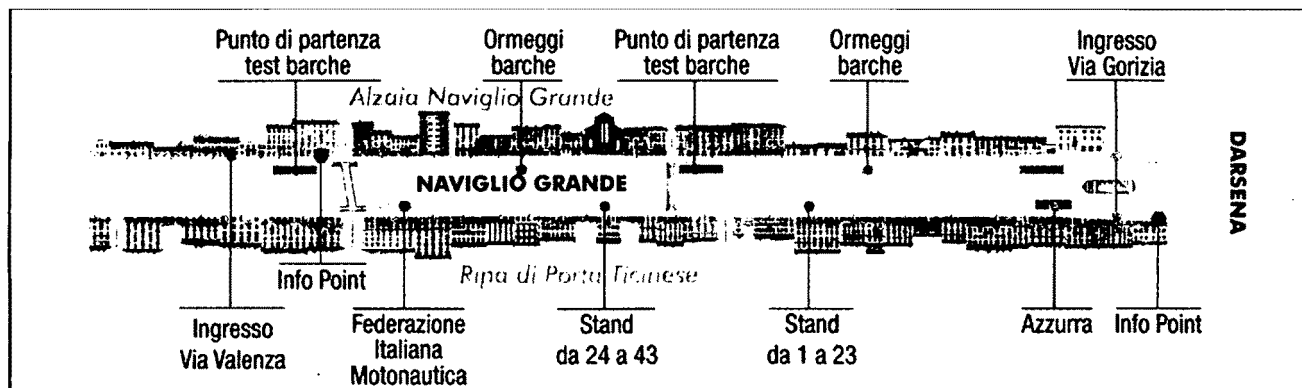 Punto di partenza
test barche
Ormeggi
barche
Punto di partenza
test barche
Ormeggi
barche
Ingresso
Via Gorizia
Alzaia Naviglio Grande
NAVIGLIO GRANDE
DARSENA
Ripa di Porta Ticinese
Info Point
Ingresso
Via Valenza
Federazione
Italiana
Motonautica
Stand
da 24 a 43
Stand
da 1 a 23
Azzurra
Info Point